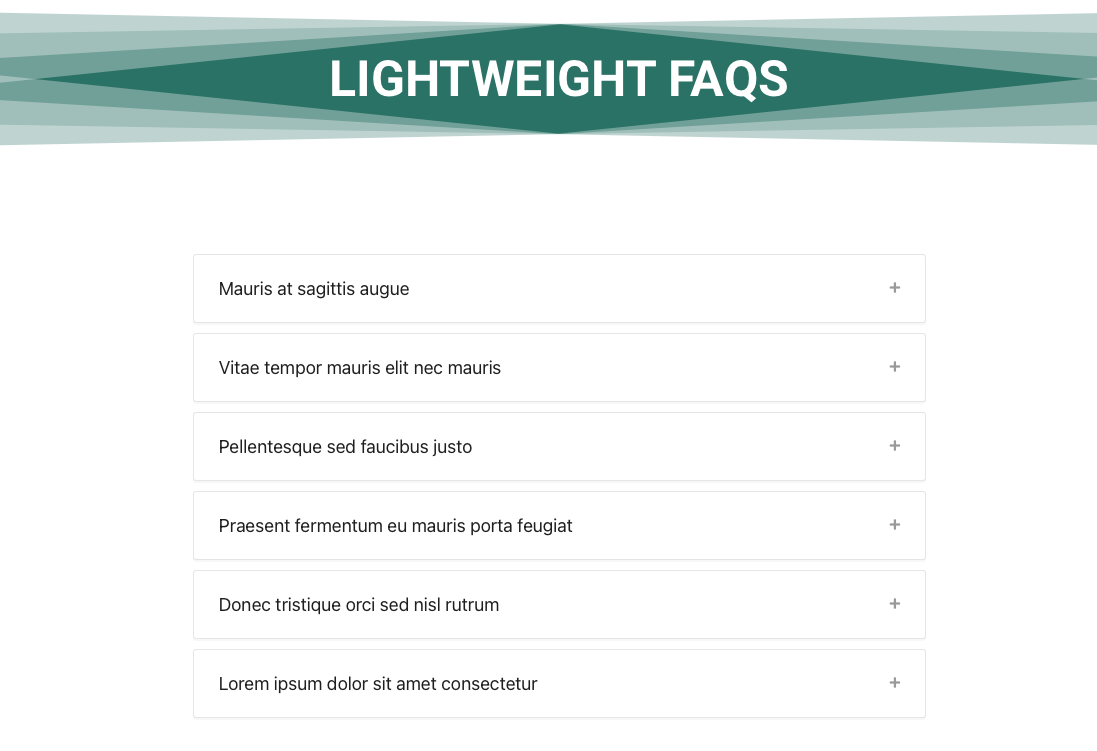 LIGHTWEIGHT FAQS
Mauris at sagittis augue
Vitae tempor mauris elit nec mauris
Pellentesque sed faucibus justo
Praesent fermentum eu mauris porta feugiat
Donec tristique orci sed nisl rutrum
Lorem ipsum dolor sit amet consectetur